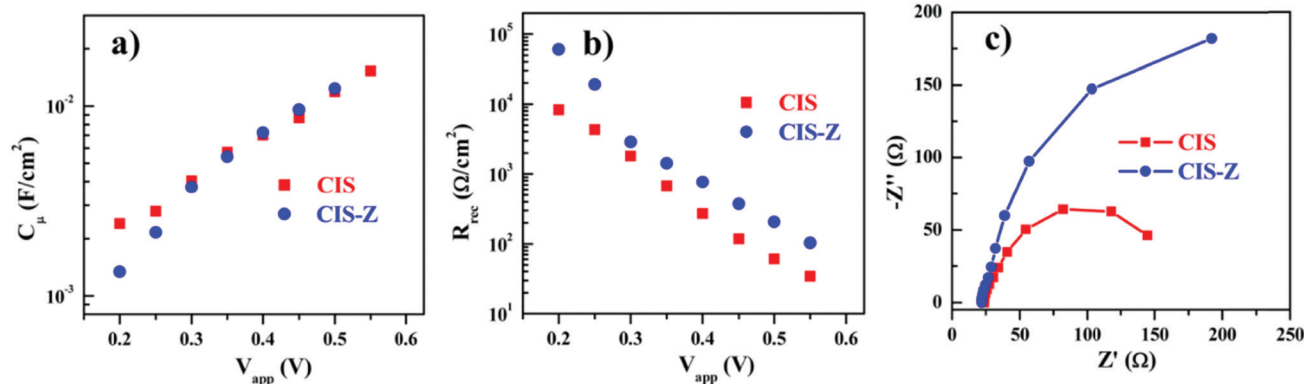 a)
C_μ (F/cm²)
10⁻²
10⁻³
CIS
CIS-Z
0.2 0.3 0.4 0.5 0.6
V_app (V)
b)
R_rec (Ω/cm²)
10⁵
10⁴
10³
10²
10¹
CIS
CIS-Z
0.2 0.3 0.4 0.5 0.6
V_app (V)
c)
-Z'' (Ω)
200
150
100
50
0
CIS
CIS-Z
0 50 100 150 200 250
Z' (Ω)